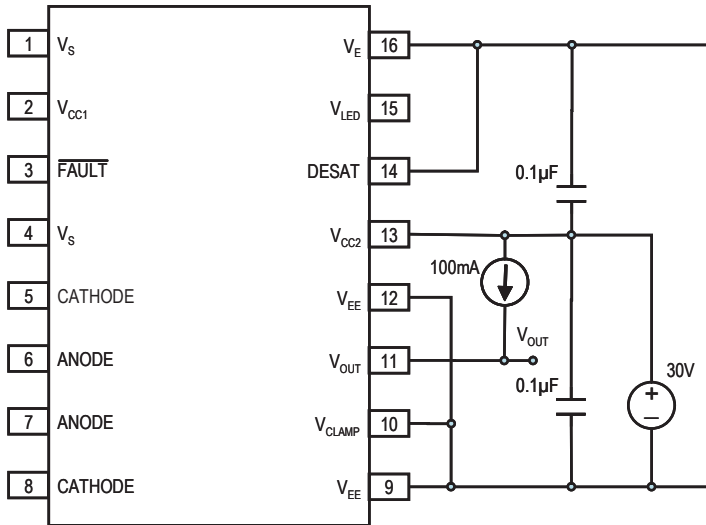 1 V_S
V_E 16
2 V_CC1
V_LED 15
3 FAULT
DESAT 14
0.1µF
4 V_S
V_CC2 13
100mA
5 CATHODE
V_EE 12
V_OUT
6 ANODE
V_OUT 11
30V
0.1µF
+
–
7 ANODE
V_CLAMP 10
8 CATHODE
V_EE 9